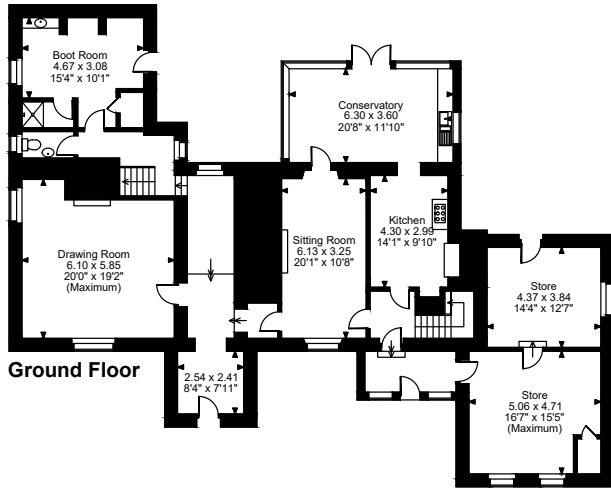 Boot Room
4.67 x 3.08
15'4" x 10'1"
Conservatory
6.30 x 3.60
20'8" x 11'10"
Kitchen
4.30 x 2.99
14'1" x 9'10"
Sitting Room
6.13 x 3.25
20'1" x 10'8"
Drawing Room
6.10 x 5.85
20'0" x 19'2"
(Maximum)
Store
4.37 x 3.84
14'4" x 12'7"
Ground Floor
2.54 x 2.41
8'4" x 7'11"
Store
5.06 x 4.71
16'7" x 15'5"
(Maximum)